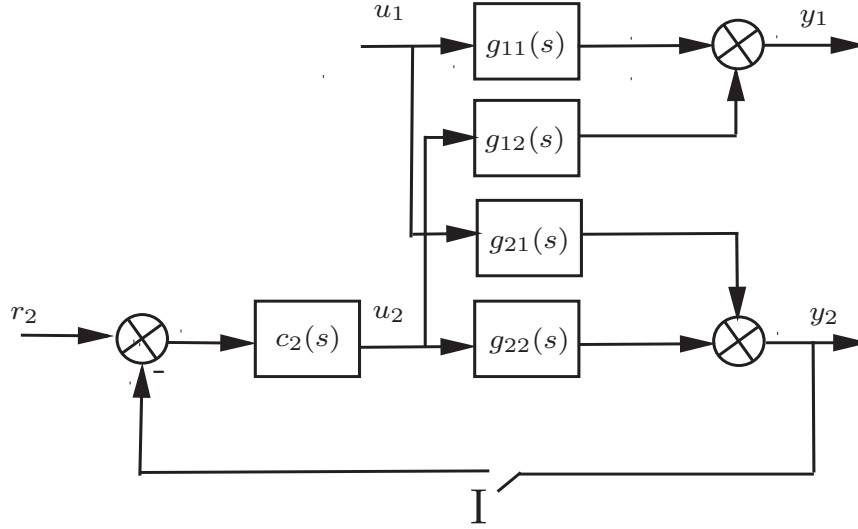 u₁
g₁₁(s)
y₁
g₁₂(s)
g₂₁(s)
r₂
c₂(s)
u₂
g₂₂(s)
y₂
-
I